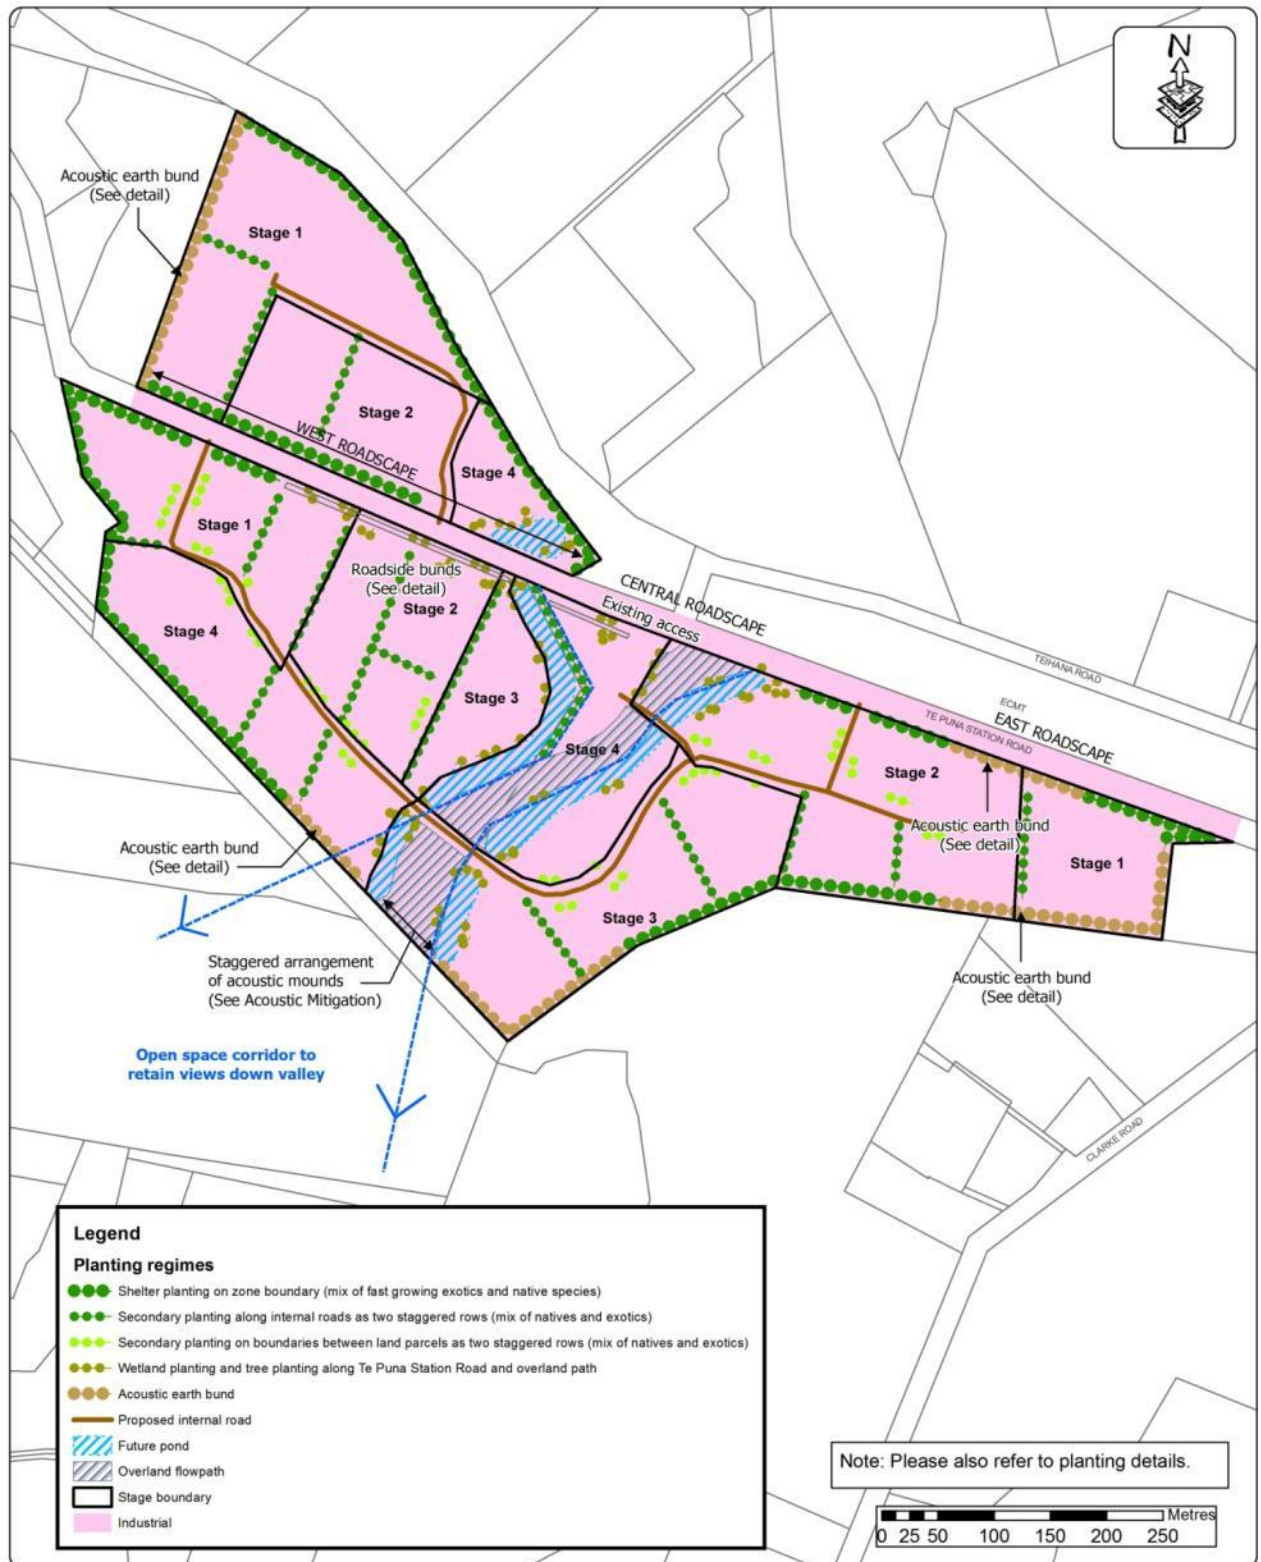 N
Acoustic earth bund
(See detail)
Stage 1
Stage 2
WEST ROADSCAPE
Stage 4
Stage 1
Roadside bunds
(See detail)
Stage 2
CENTRAL ROADSCAPE
Existing access
Stage 4
TEIHANA ROAD
ECMT
EAST ROADSCAPE
TE PUNA STATION ROAD
Stage 3
Stage 4
Stage 2
Acoustic earth bund
(See detail)
Acoustic earth bund
(See detail)
Stage 1
Stage 3
Staggered arrangement
of acoustic mounds
(See Acoustic Mitigation)
Acoustic earth bund
(See detail)
Open space corridor to
retain views down valley
CLARKE ROAD
Legend
Planting regimes
Shelter planting on zone boundary (mix of fast growing exotics and native species)
Secondary planting along internal roads as two staggered rows (mix of natives and exotics)
Secondary planting on boundaries between land parcels as two staggered rows (mix of natives and exotics)
Wetland planting and tree planting along Te Puna Station Road and overland path
Acoustic earth bund
Proposed internal road
Future pond
Overland flowpath
Stage boundary
Industrial
Note: Please also refer to planting details.
Metres
0 25 50 100 150 200 250